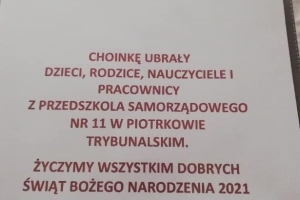 CHOINKĘ UBRAŁY
DZIECI, RODZICE, NAUCZYCIELE I
PRACOWNICY
Z PRZEDSZKOLA SAMORZĄDOWEGO
NR 11 W PIOTRKOWIE
TRYBUNALSKIM.
ŻYCZYMY WSZYSTKIM DOBRYCH
ŚWIĄT BOŻEGO NARODZENIA 2021